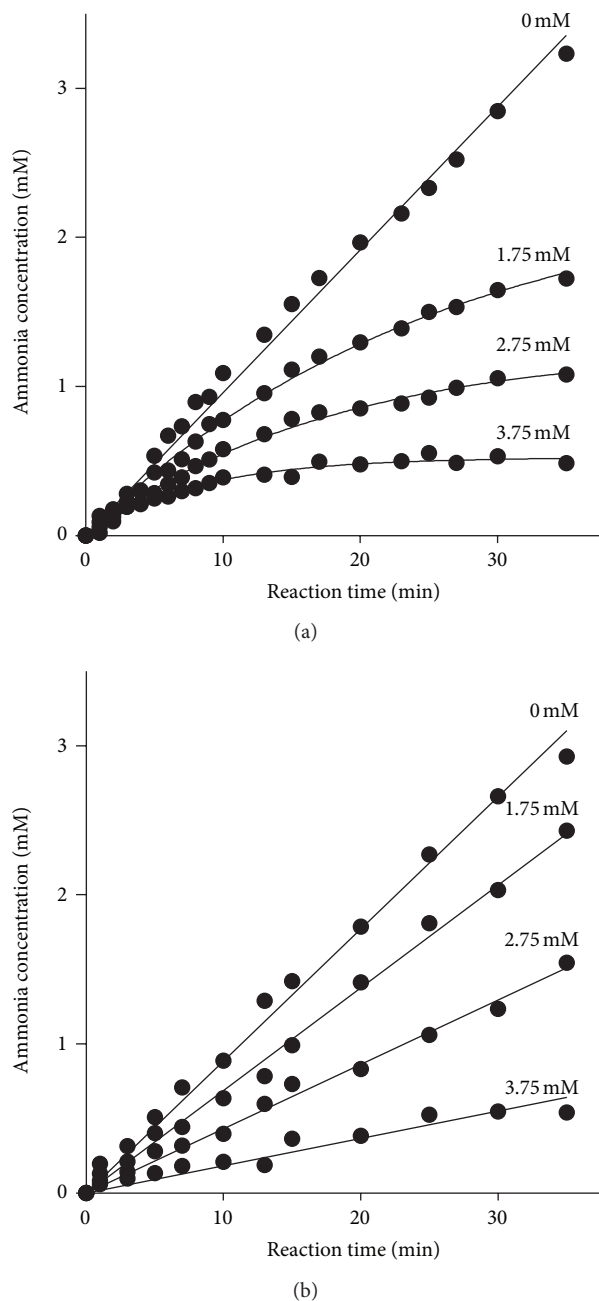 0 mM
3
Ammonia concentration (mM)
2
1.75 mM
2.75 mM
1
3.75 mM
0
0 10 20 30
Reaction time (min)
(a)
0 mM
3
1.75 mM
Ammonia concentration (mM)
2
2.75 mM
1
3.75 mM
0
0 10 20 30
Reaction time (min)
(b)